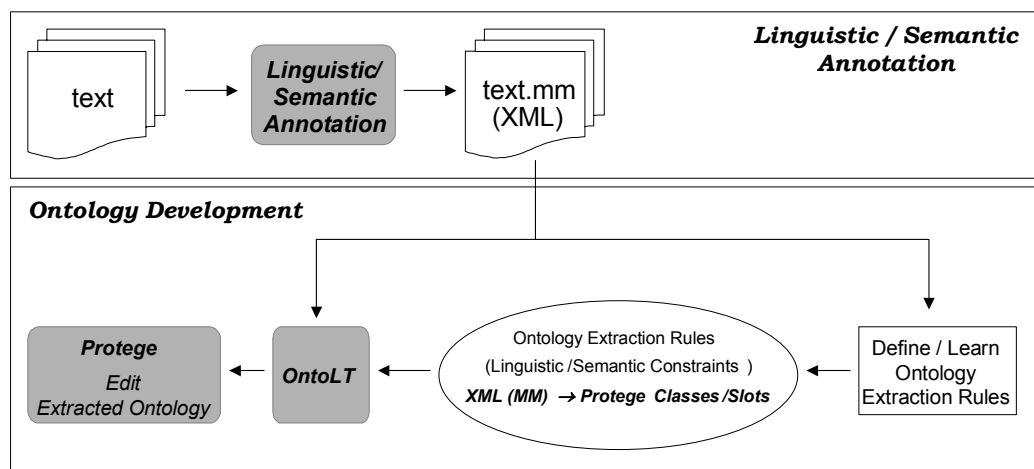 Linguistic / Semantic
Annotation
text
Linguistic/
Semantic
Annotation
text.mm
(XML)
Ontology Development
Protege
Edit
Extracted Ontology
OntoLT
Ontology Extraction Rules
(Linguistic/Semantic Constraints )
XML (MM) → Protege Classes/Slots
Define / Learn
Ontology
Extraction Rules